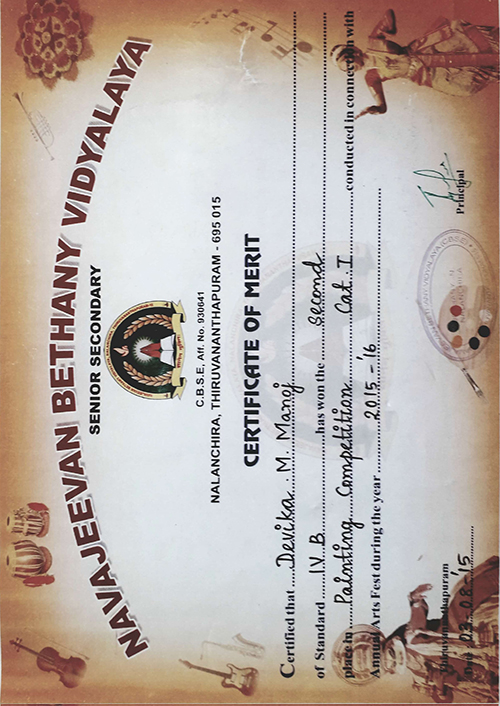 NAVAJEEVAN BETHANY VIDYALAYA
SENIOR SECONDARY
C.B.S.E, Aff. No. 930641
NALANCHIRA, THIRUVANANTHAPURAM - 695 015
CERTIFICATE OF MERIT
Certified that Devika . M. Manoj
of Standard IV. B has won the second
place in Painting Competition Cat. I conducted in connection with
Annual Arts Fest during the year 2015 - '16
Thiruvananthapuram
Date 03 . 08 . '15
Principal